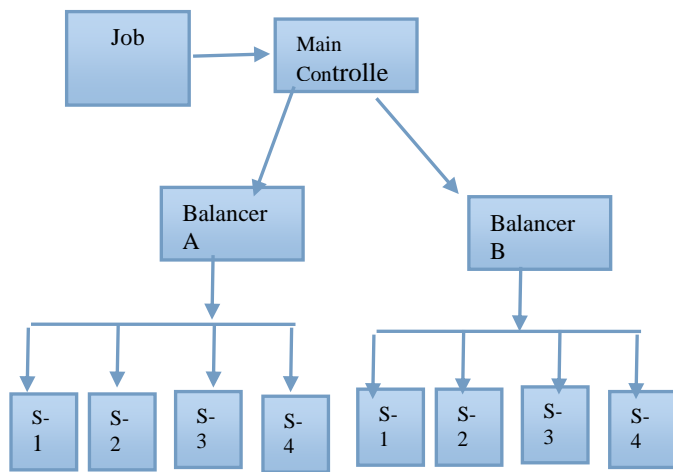 Job
Main
Controlle
Balancer
A
Balancer
B
S-
1
S-
2
S-
3
S-
4
S-
1
S-
2
S-
3
S-
4